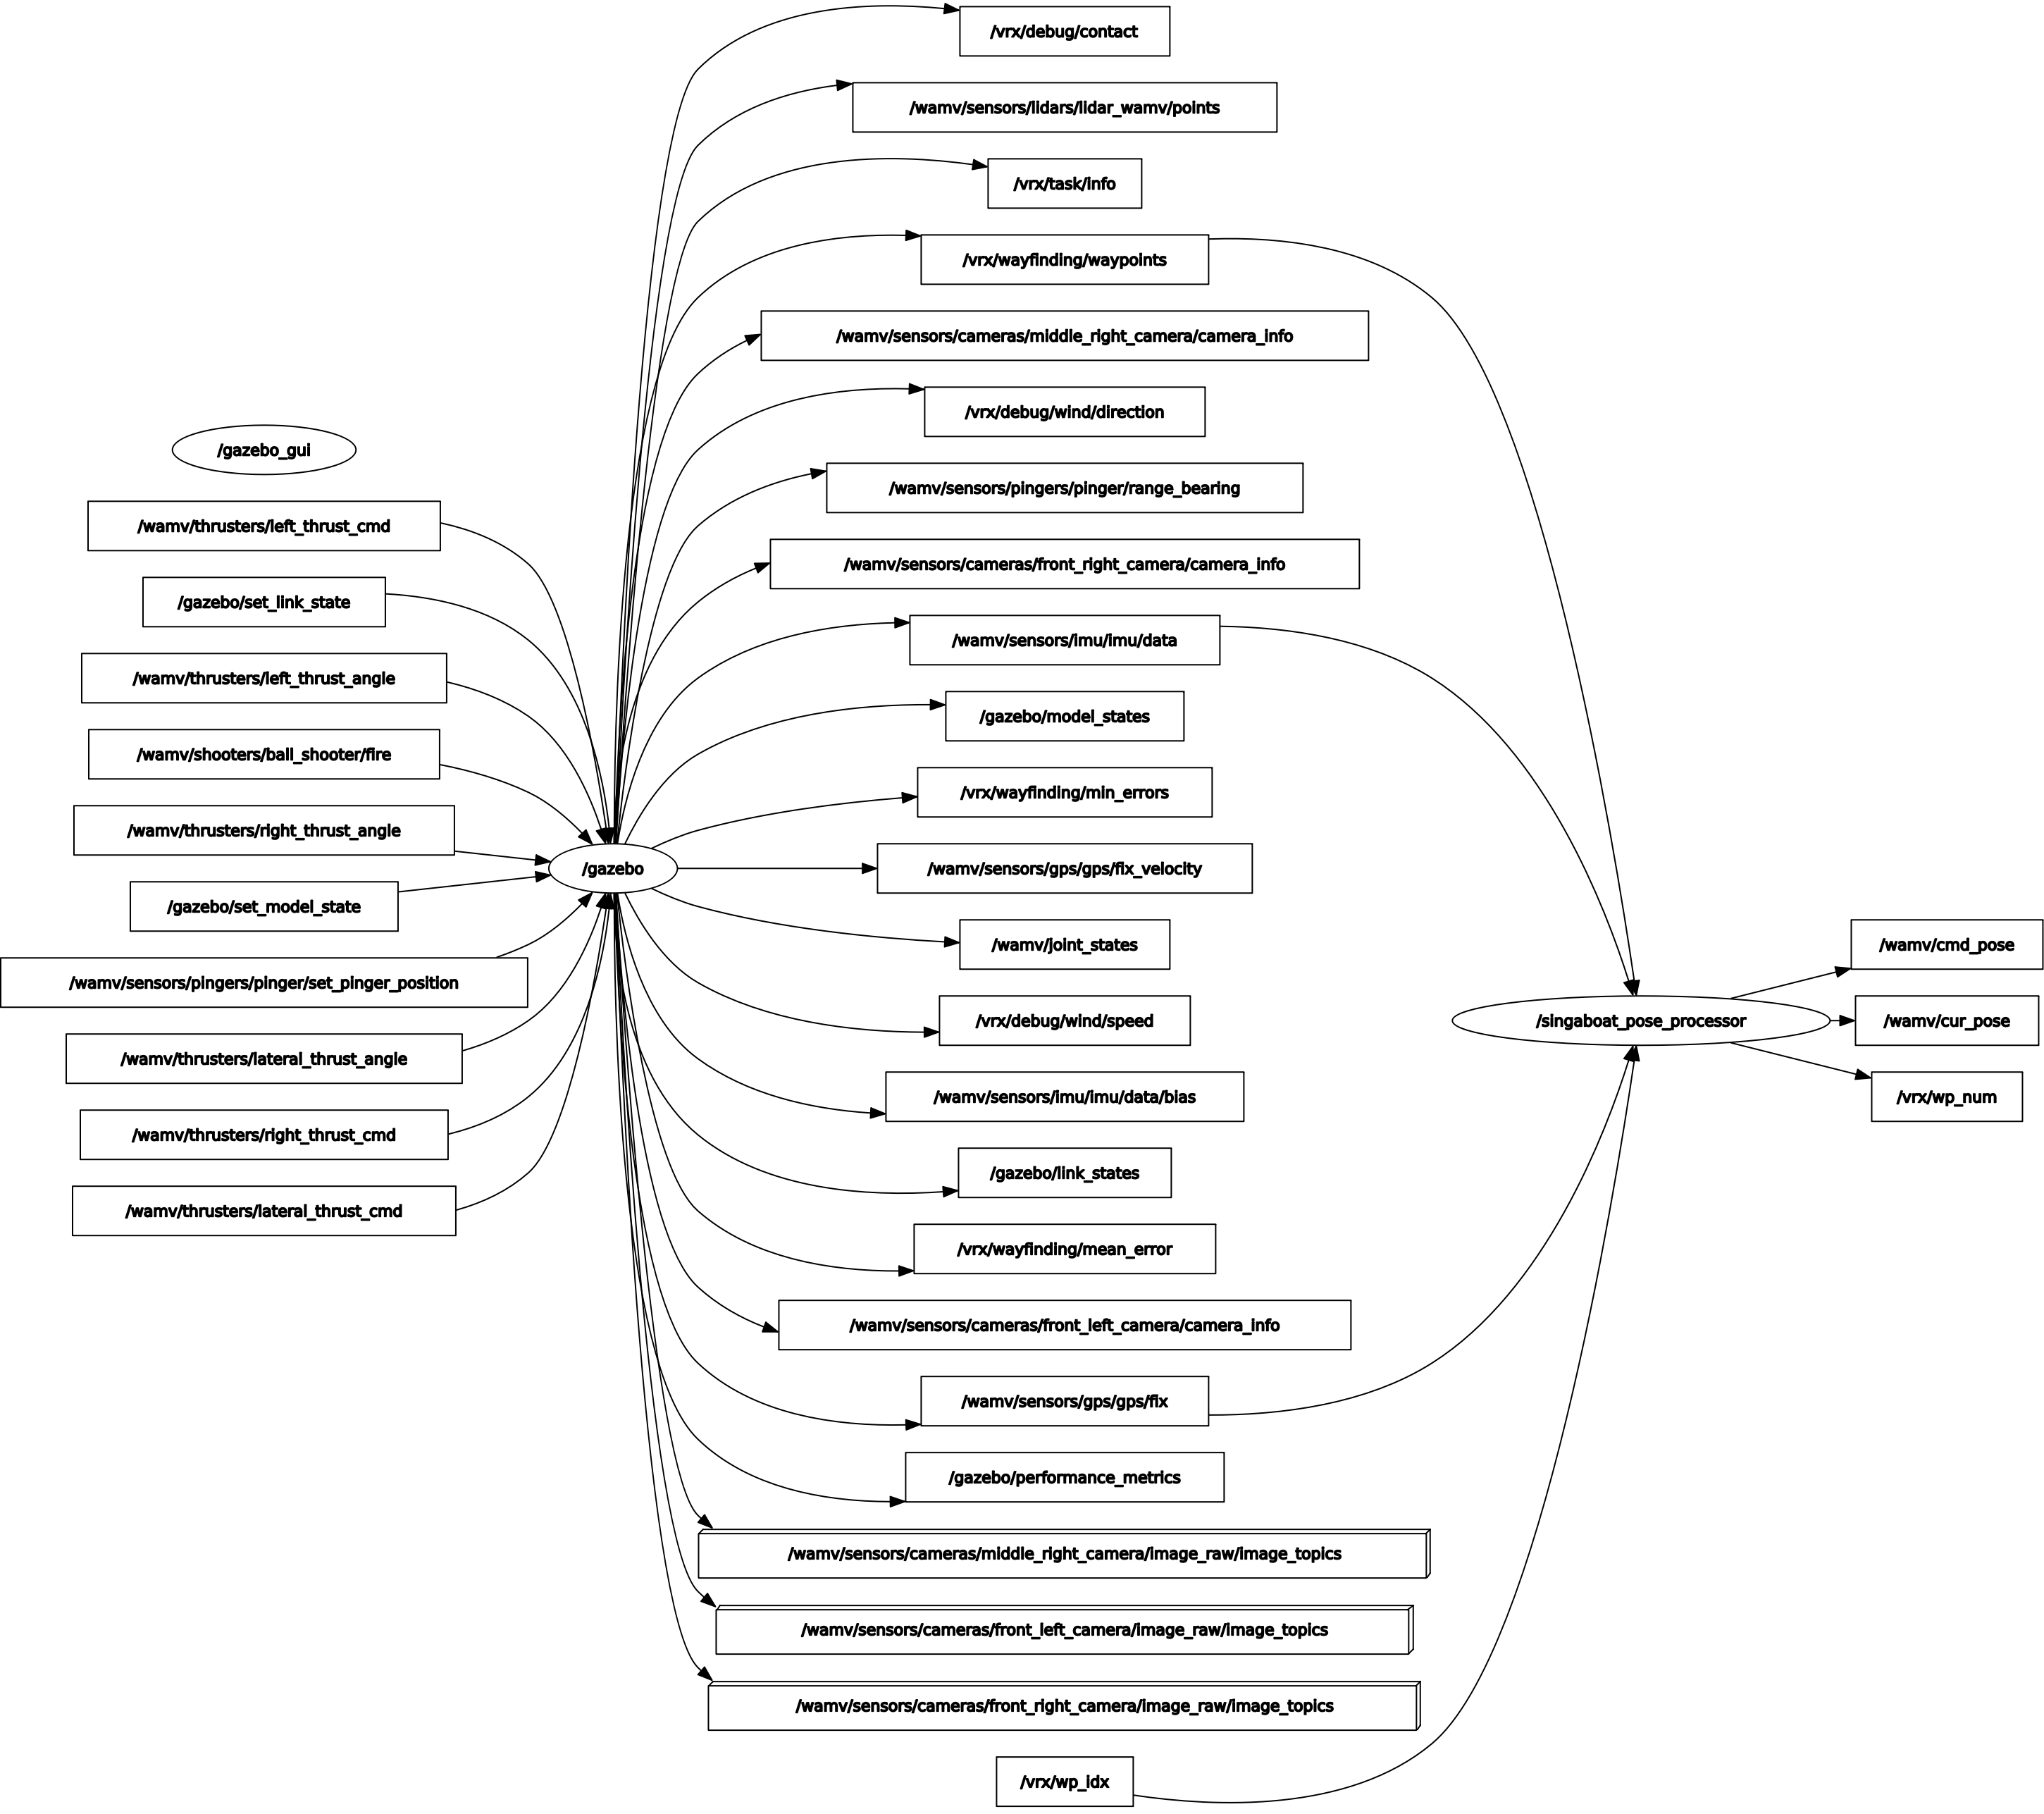 /gazebo_gui
/wamv/thrusters/left_thrust_cmd
/gazebo/set_link_state
/wamv/thrusters/left_thrust_angle
/wamv/shooters/ball_shooter/fire
/wamv/thrusters/right_thrust_angle
/gazebo/set_model_state
/wamv/sensors/pingers/pinger/set_pinger_position
/wamv/thrusters/lateral_thrust_angle
/wamv/thrusters/right_thrust_cmd
/wamv/thrusters/lateral_thrust_cmd
/gazebo
/vrx/debug/contact
/wamv/sensors/lidars/lidar_wamv/points
/vrx/task/info
/vrx/wayfinding/waypoints
/wamv/sensors/cameras/middle_right_camera/camera_info
/vrx/debug/wind/direction
/wamv/sensors/pingers/pinger/range_bearing
/wamv/sensors/cameras/front_right_camera/camera_info
/wamv/sensors/imu/imu/data
/gazebo/model_states
/vrx/wayfinding/min_errors
/wamv/sensors/gps/gps/fix_velocity
/wamv/joint_states
/vrx/debug/wind/speed
/wamv/sensors/imu/imu/data/bias
/gazebo/link_states
/vrx/wayfinding/mean_error
/wamv/sensors/cameras/front_left_camera/camera_info
/wamv/sensors/gps/gps/fix
/gazebo/performance_metrics
/wamv/sensors/cameras/middle_right_camera/image_raw/image_topics
/wamv/sensors/cameras/front_left_camera/image_raw/image_topics
/wamv/sensors/cameras/front_right_camera/image_raw/image_topics
/vrx/wp_idx
/singaboat_pose_processor
/wamv/cmd_pose
/wamv/cur_pose
/vrx/wp_num